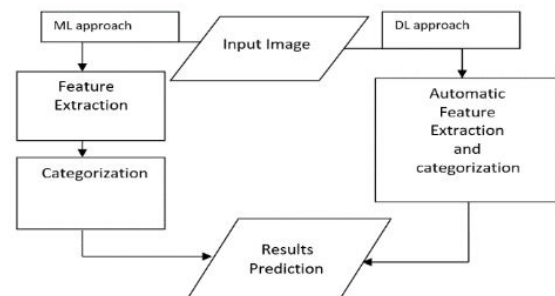 ML approach
Input Image
DL approach
Feature
Extraction
Automatic
Feature
Extraction
and
categorization
Categorization
Results
Prediction